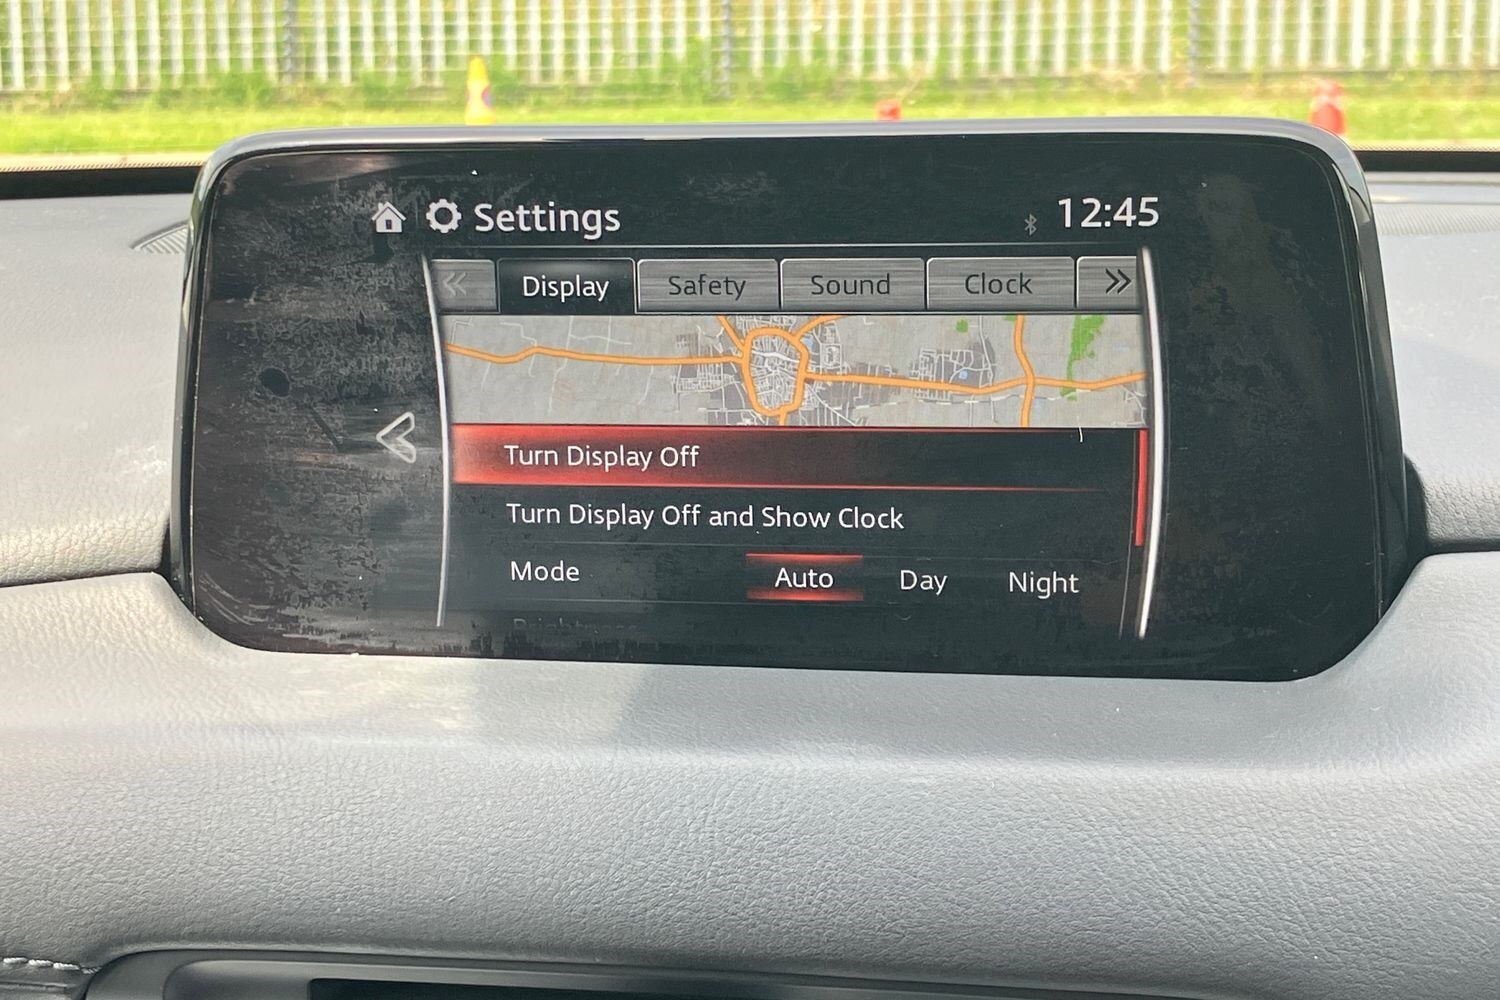 Settings 12:45
Display Safety Sound Clock
Turn Display Off
Turn Display Off and Show Clock
Mode Auto Day Night